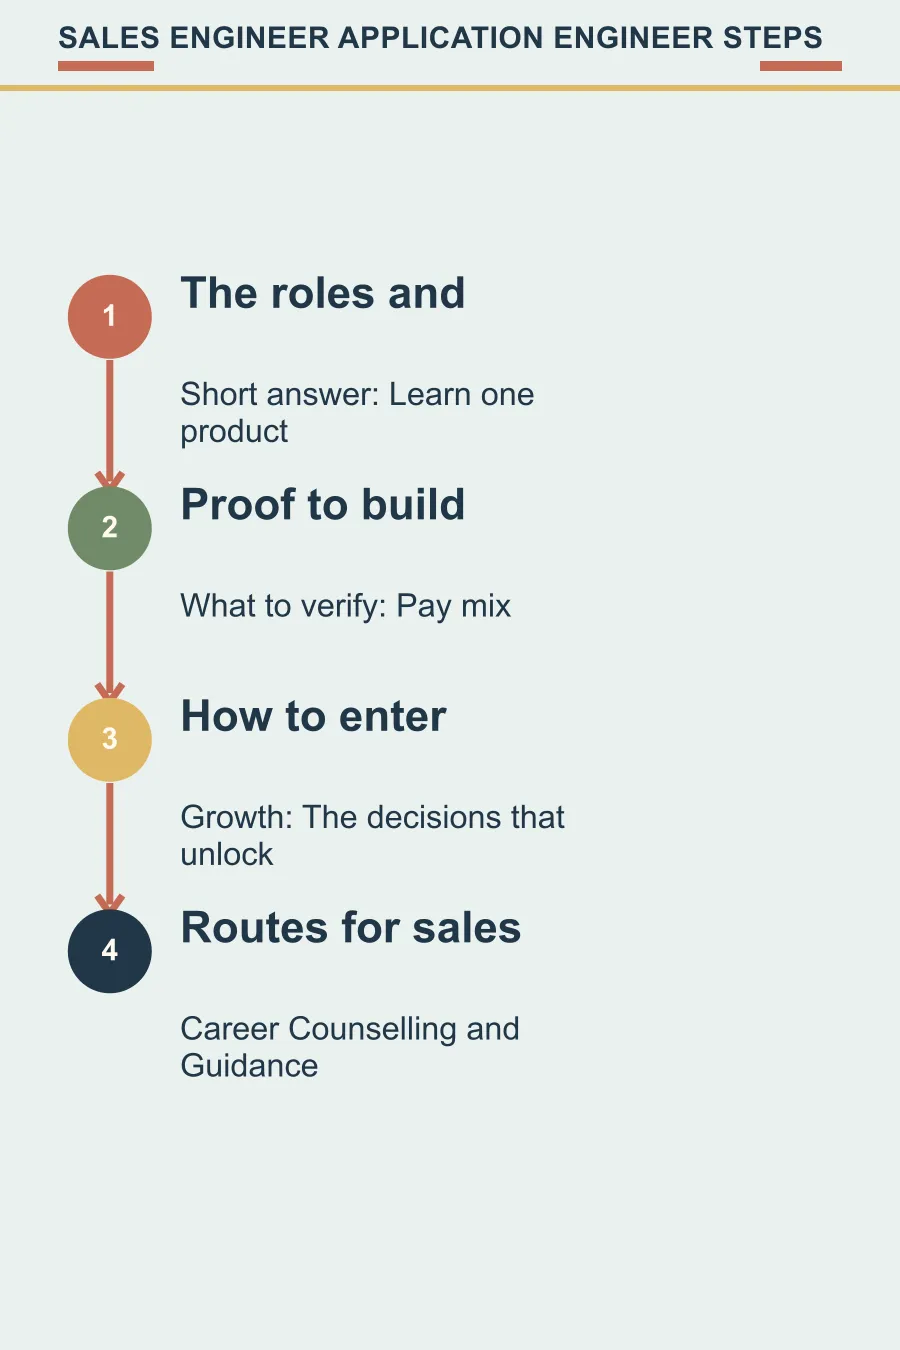 SALES ENGINEER APPLICATION ENGINEER STEPS
1
The roles and
Short answer: Learn one
product
2
Proof to build
What to verify: Pay mix
3
How to enter
Growth: The decisions that
unlock
4
Routes for sales
Career Counselling and
Guidance